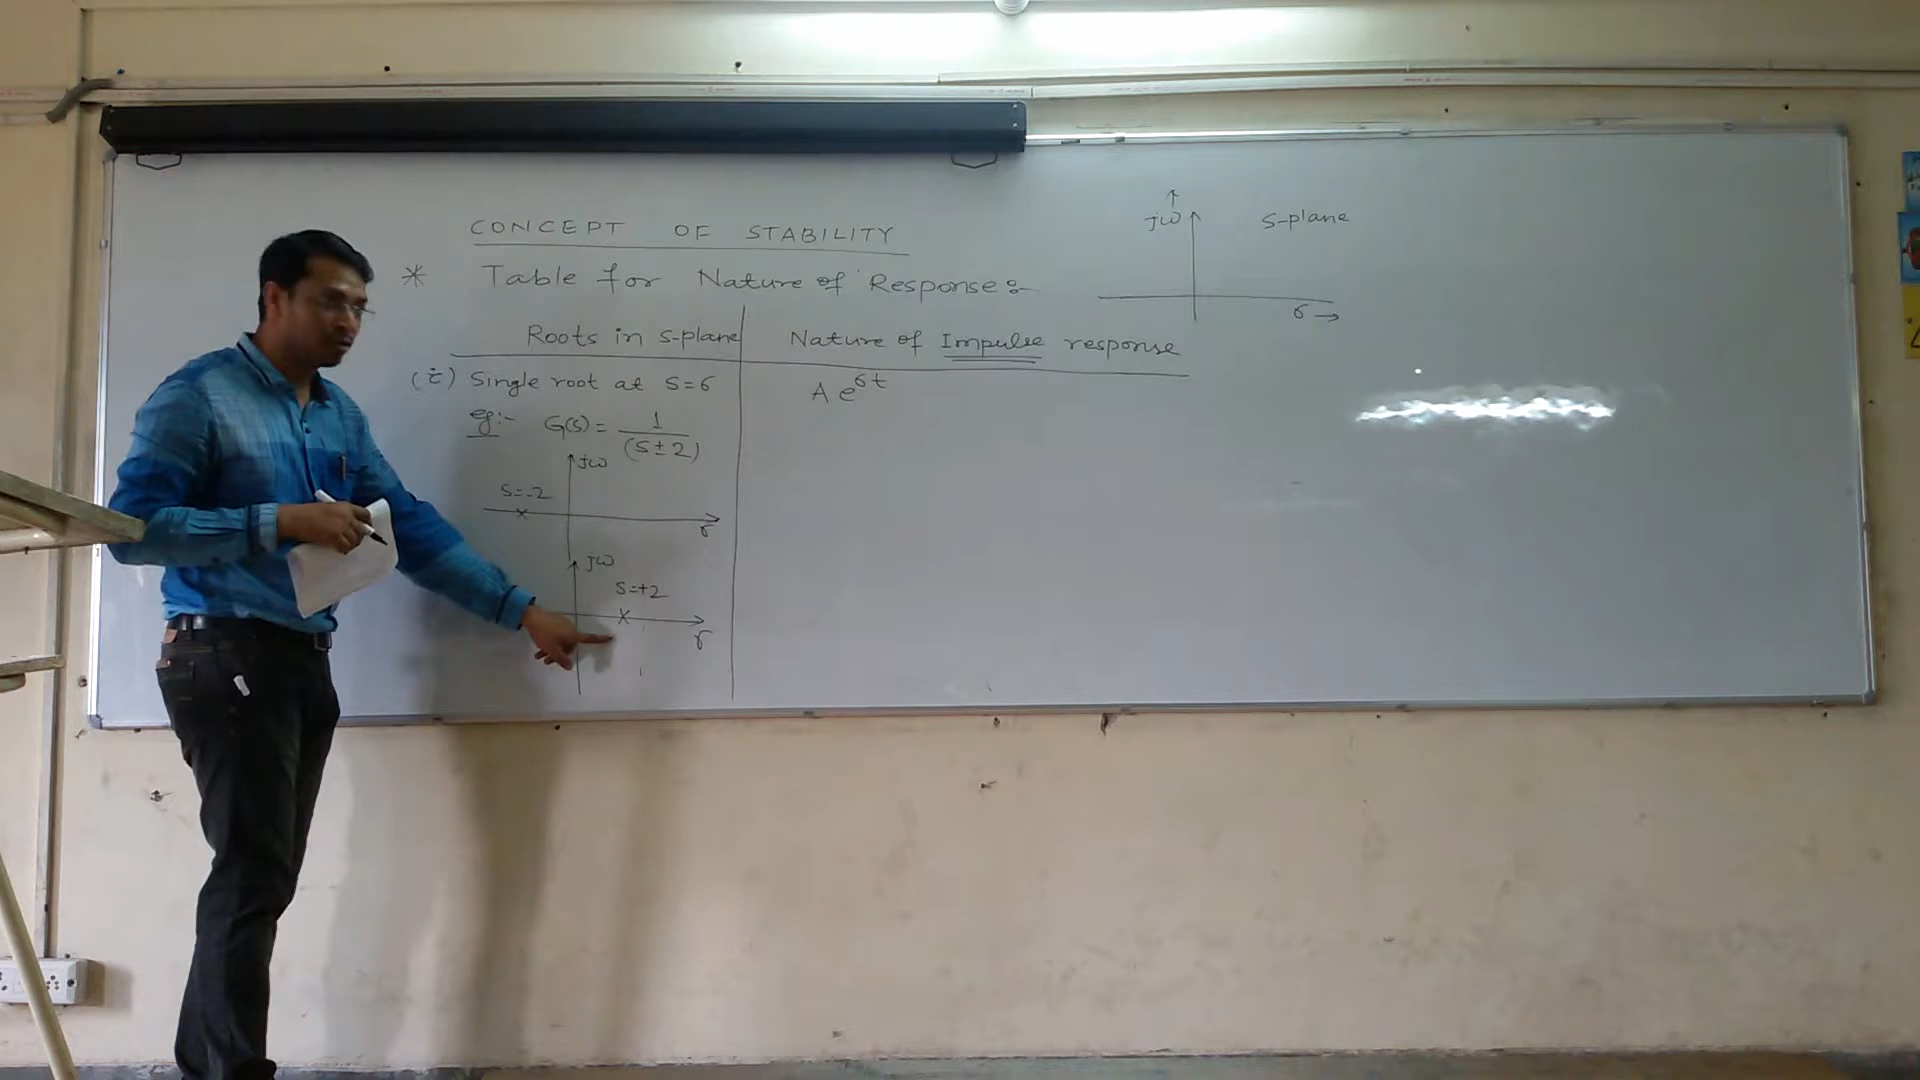 CONCEPT OF STABILITY
* Table for Nature of Response:-
Roots in s-plane
Nature of Impulse response
(i) Single root at S=σ
A e^σt
eg:- G(s) = 1/(S±2)
jω
S=-2
σ
jω
S=+2
σ
jω
S-plane
σ